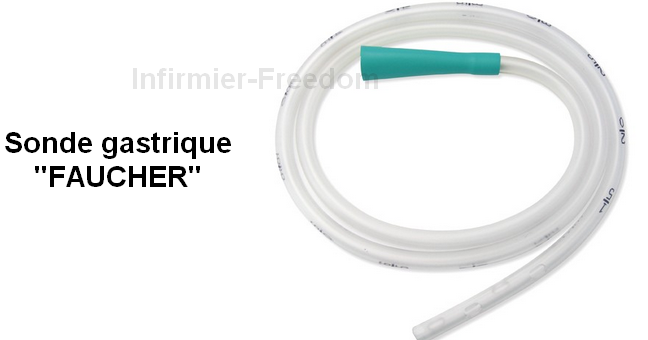 Infirmier-Freedom
Sonde gastrique
"FAUCHER"